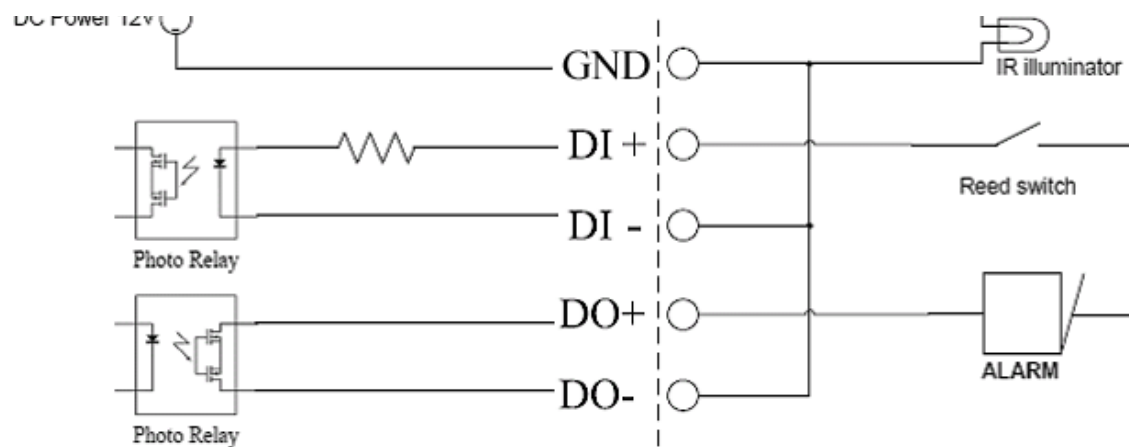 DC Power 12V
GND
IR illuminator
DI +
Reed switch
DI -
Photo Relay
DO+
ALARM
DO-
Photo Relay